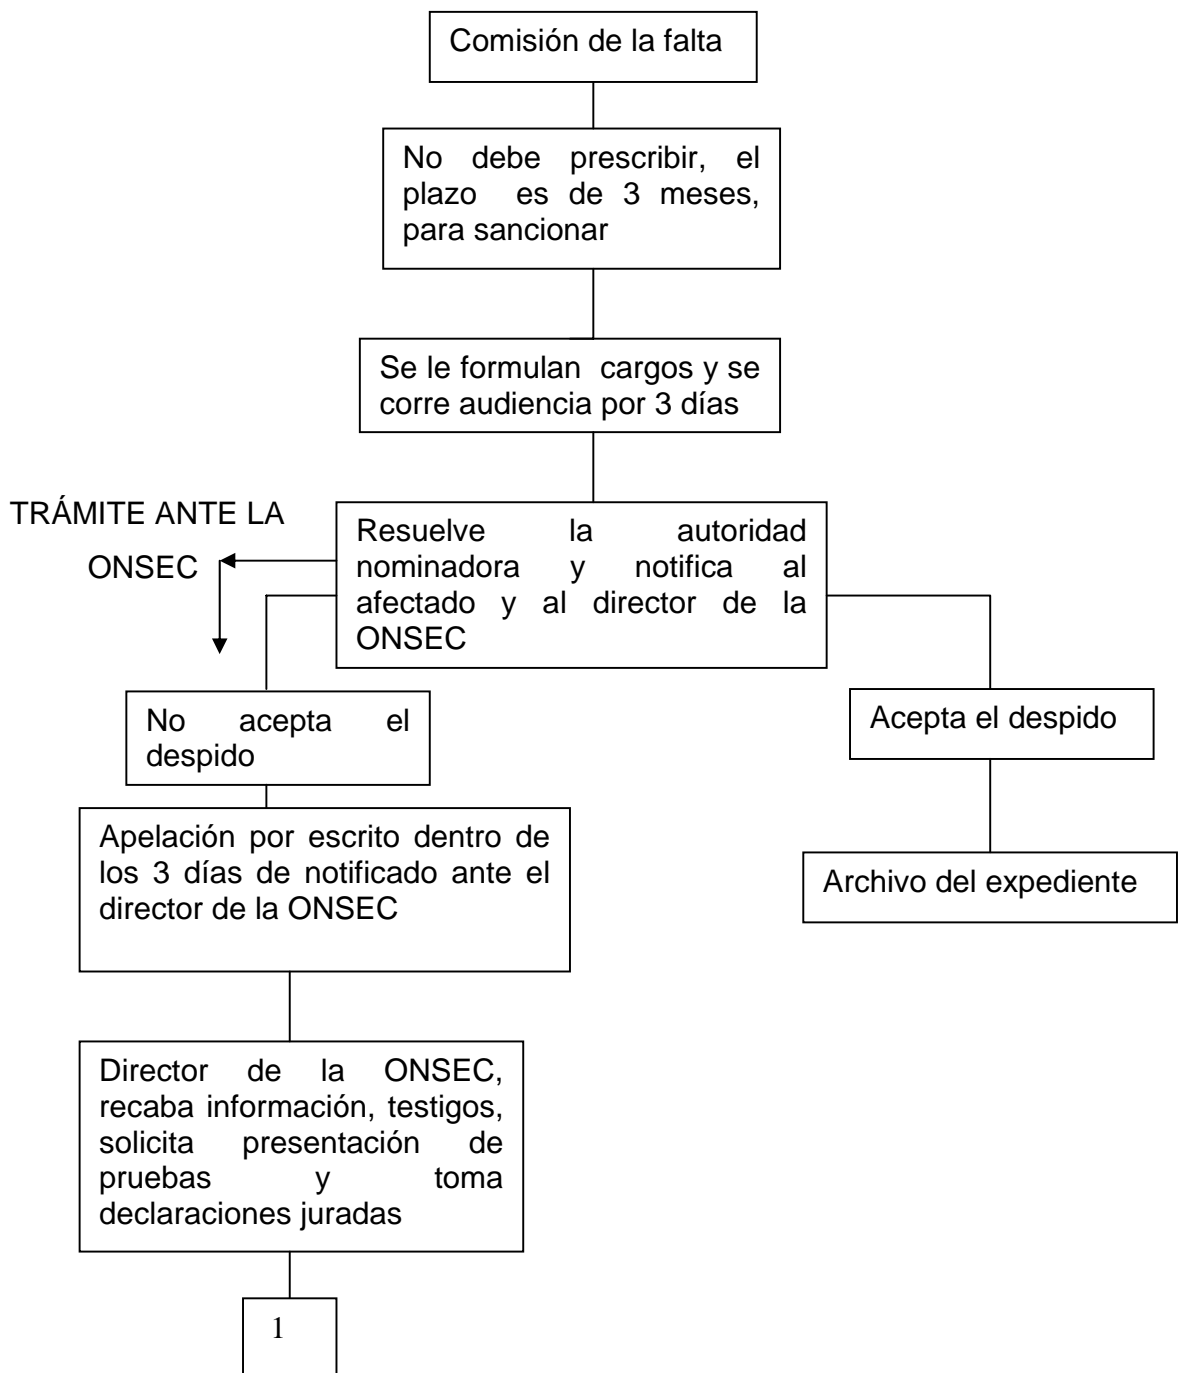 Comisión de la falta
No debe prescribir, el
plazo es de 3 meses,
para sancionar
Se le formulan cargos y se
corre audiencia por 3 días
TRÁMITE ANTE LA
ONSEC
Resuelve la autoridad
nominadora y notifica al
afectado y al director de la
ONSEC
No acepta el
despido
Acepta el despido
Apelación por escrito dentro de
los 3 días de notificado ante el
director de la ONSEC
Archivo del expediente
Director de la ONSEC,
recaba información, testigos,
solicita presentación de
pruebas y toma
declaraciones juradas
1